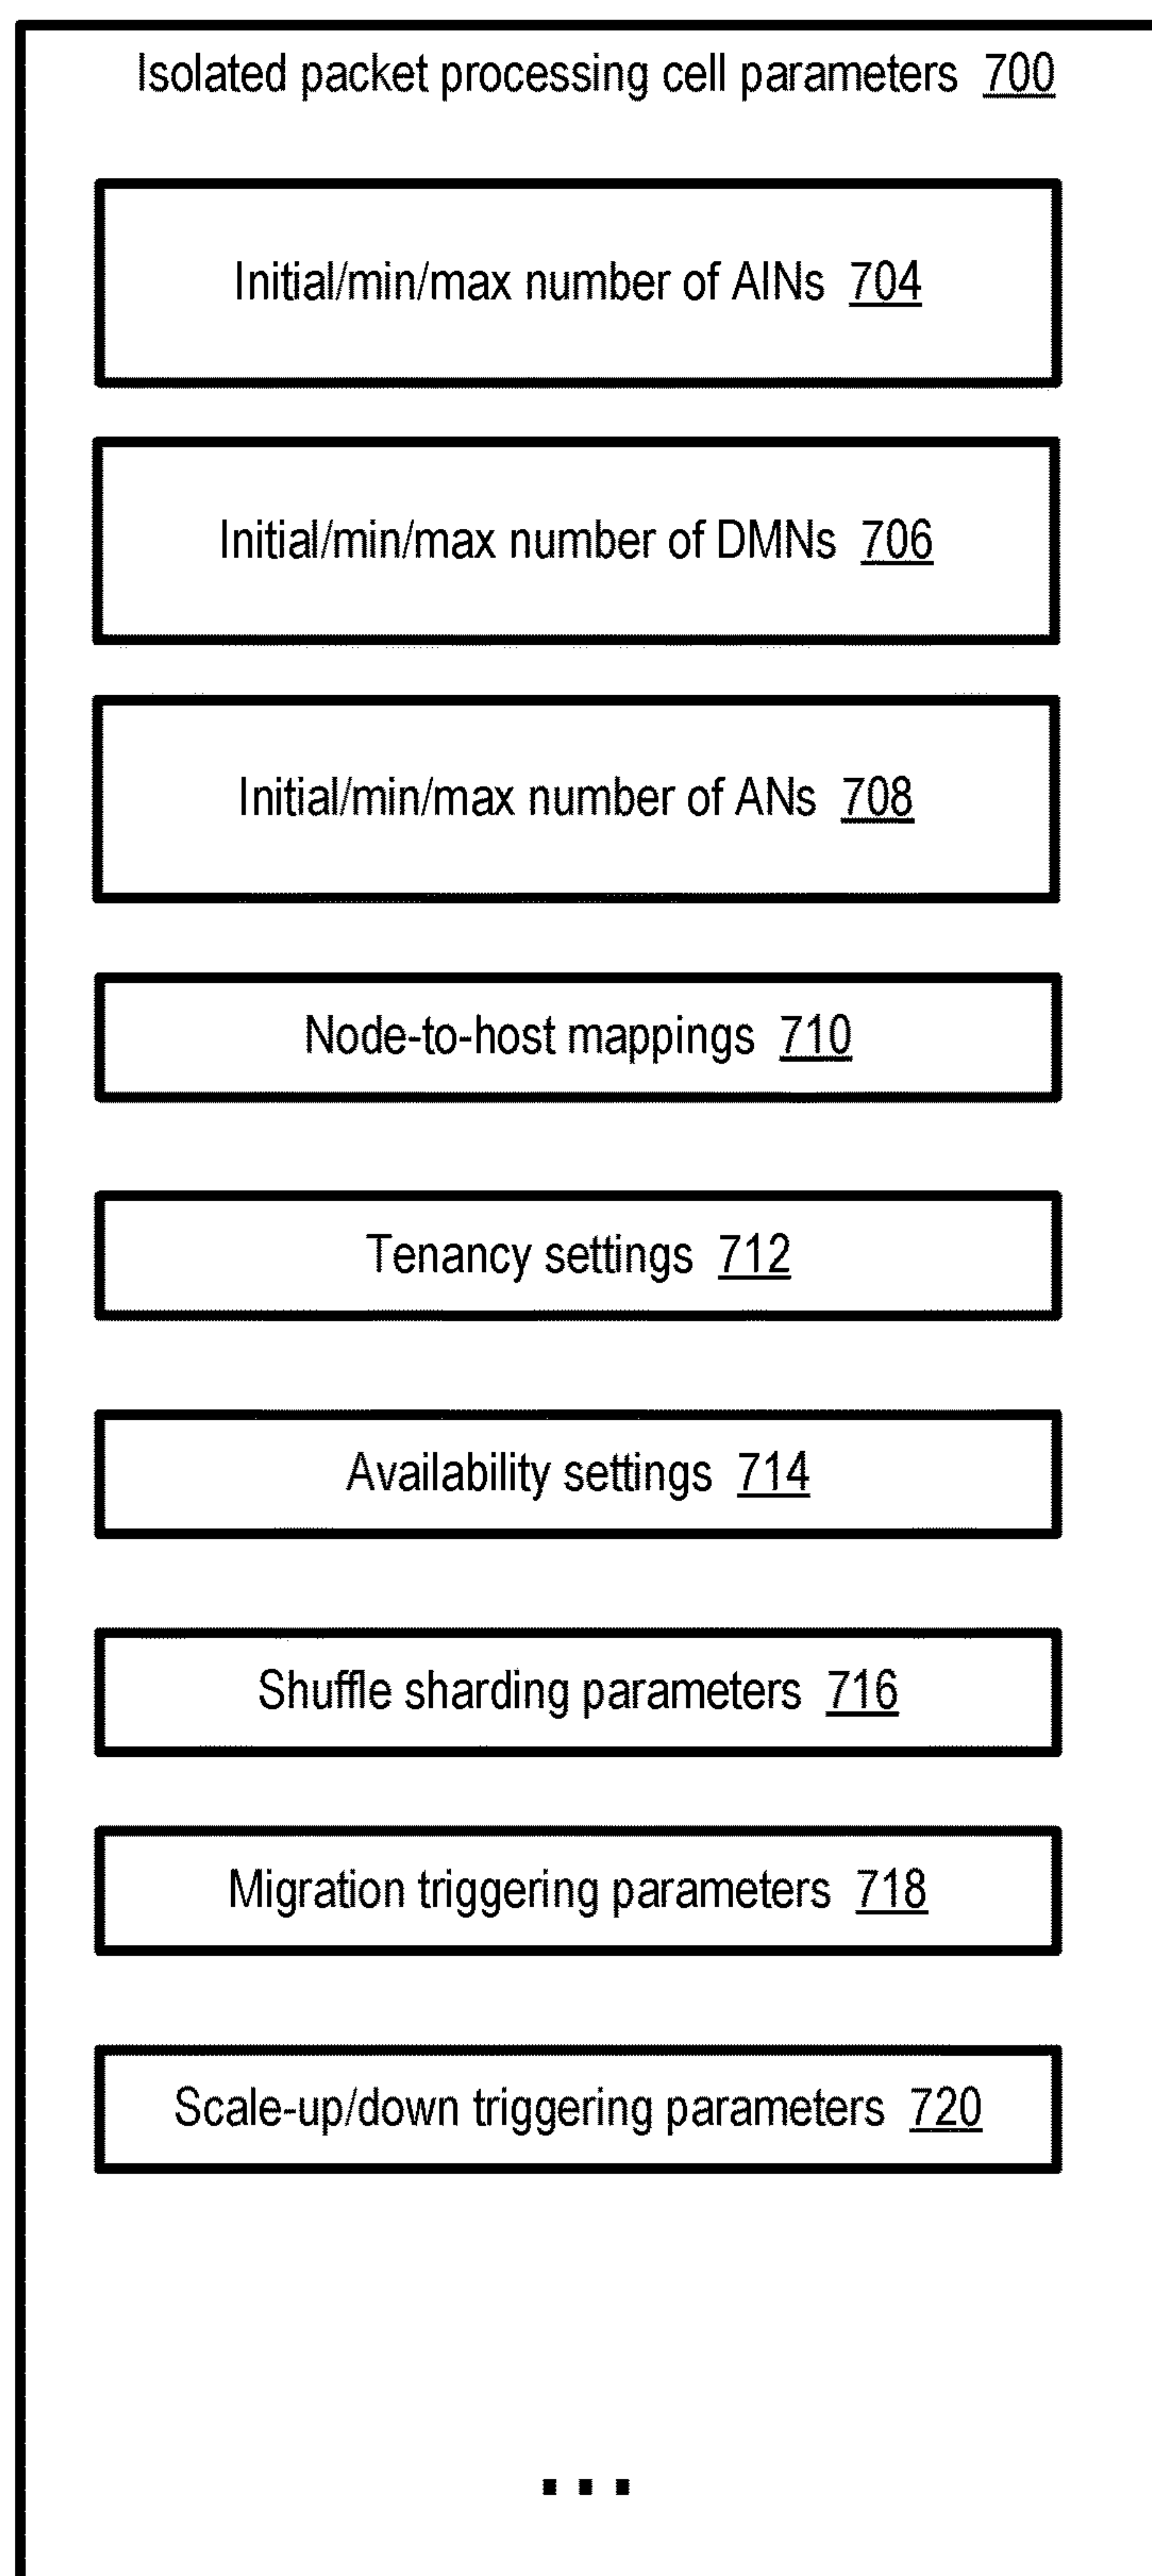 Isolated packet processing cell parameters 700
Initial/min/max number of AINs 704
Initial/min/max number of DMNs 706
Initial/min/max number of ANs 708
Node-to-host mappings 710
Tenancy settings 712
Availability settings 714
Shuffle sharding parameters 716
Migration triggering parameters 718
Scale-up/down triggering parameters 720
...